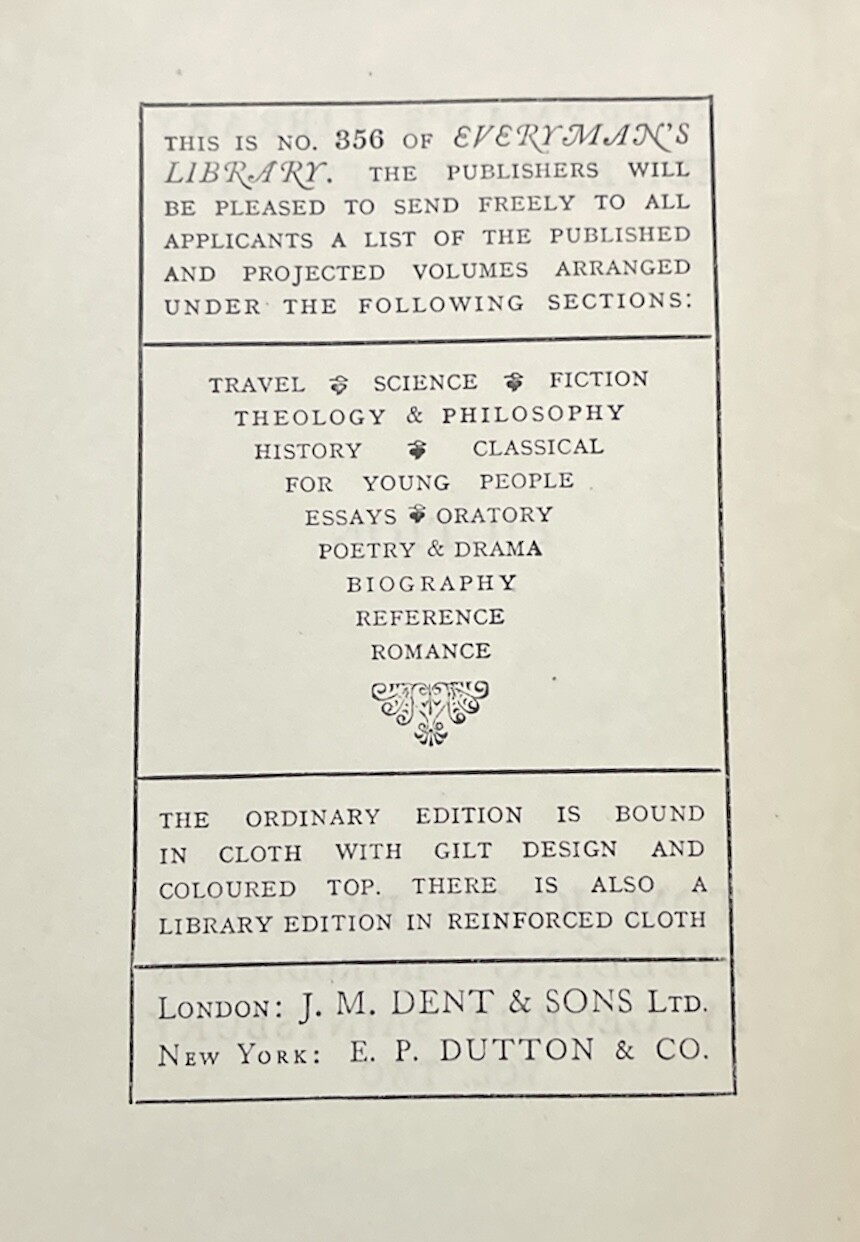 THIS IS NO. 356 OF EVERYMAN'S
LIBRARY. THE PUBLISHERS WILL
BE PLEASED TO SEND FREELY TO ALL
APPLICANTS A LIST OF THE PUBLISHED
AND PROJECTED VOLUMES ARRANGED
UNDER THE FOLLOWING SECTIONS:
TRAVEL SCIENCE FICTION
THEOLOGY & PHILOSOPHY
HISTORY CLASSICAL
FOR YOUNG PEOPLE
ESSAYS ORATORY
POETRY & DRAMA
BIOGRAPHY
REFERENCE
ROMANCE
THE ORDINARY EDITION IS BOUND
IN CLOTH WITH GILT DESIGN AND
COLOURED TOP. THERE IS ALSO A
LIBRARY EDITION IN REINFORCED CLOTH
LONDON: J. M. DENT & SONS LTD.
NEW YORK: E. P. DUTTON & CO.